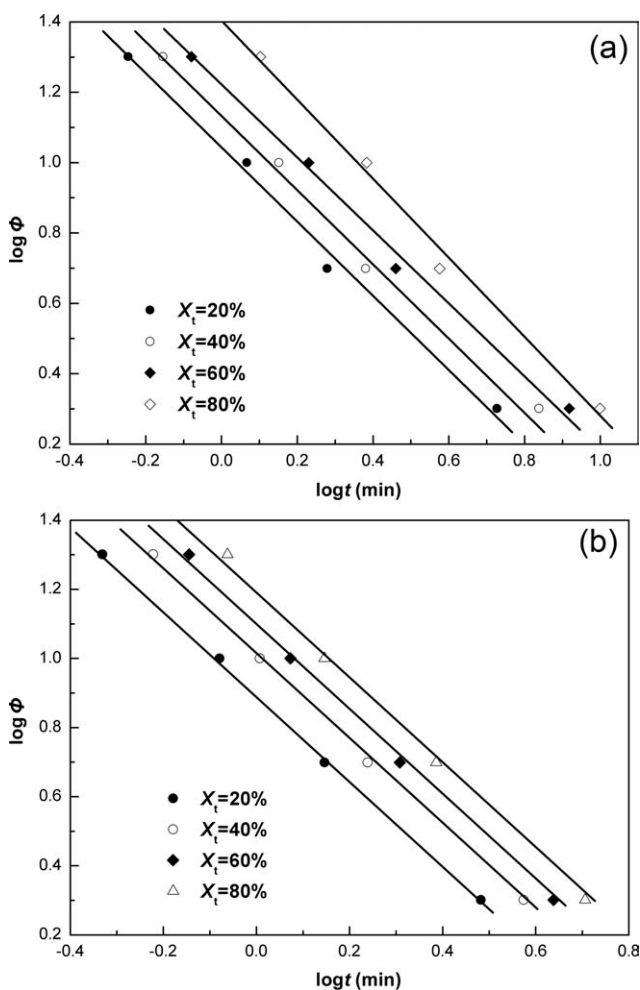 (a)
log Φ
1.4
1.2
1.0
0.8
0.6
0.4
0.2
X_t=20%
X_t=40%
X_t=60%
X_t=80%
-0.4 -0.2 0.0 0.2 0.4 0.6 0.8 1.0
logt (min)
(b)
log Φ
1.4
1.2
1.0
0.8
0.6
0.4
0.2
X_t=20%
X_t=40%
X_t=60%
X_t=80%
-0.4 -0.2 0.0 0.2 0.4 0.6 0.8
logt (min)